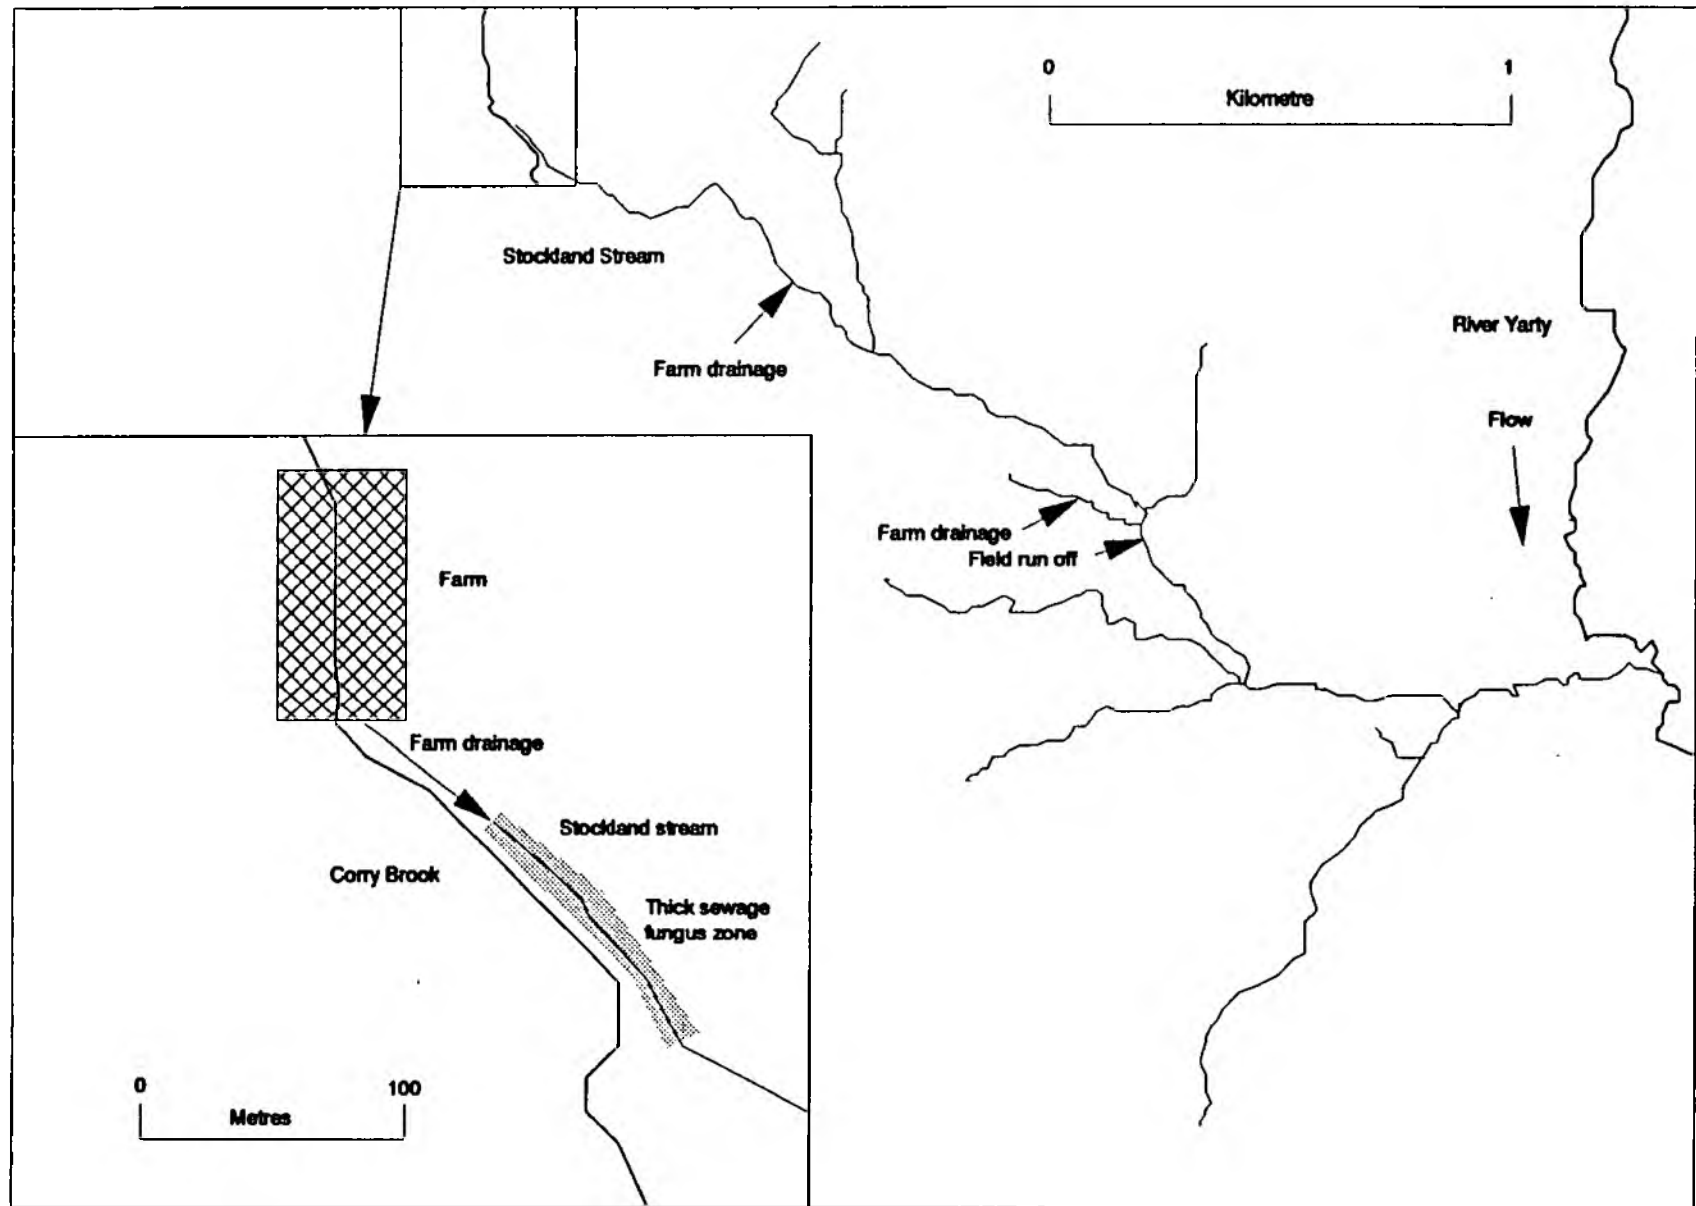 0 1
Kilometre
Stockland Stream
Farm drainage
River Yarty
Flow
Farm drainage
Field run off
Farm
Farm drainage
Stockland stream
Corry Brook
Thick sewage
fungus zone
0 100
Metres